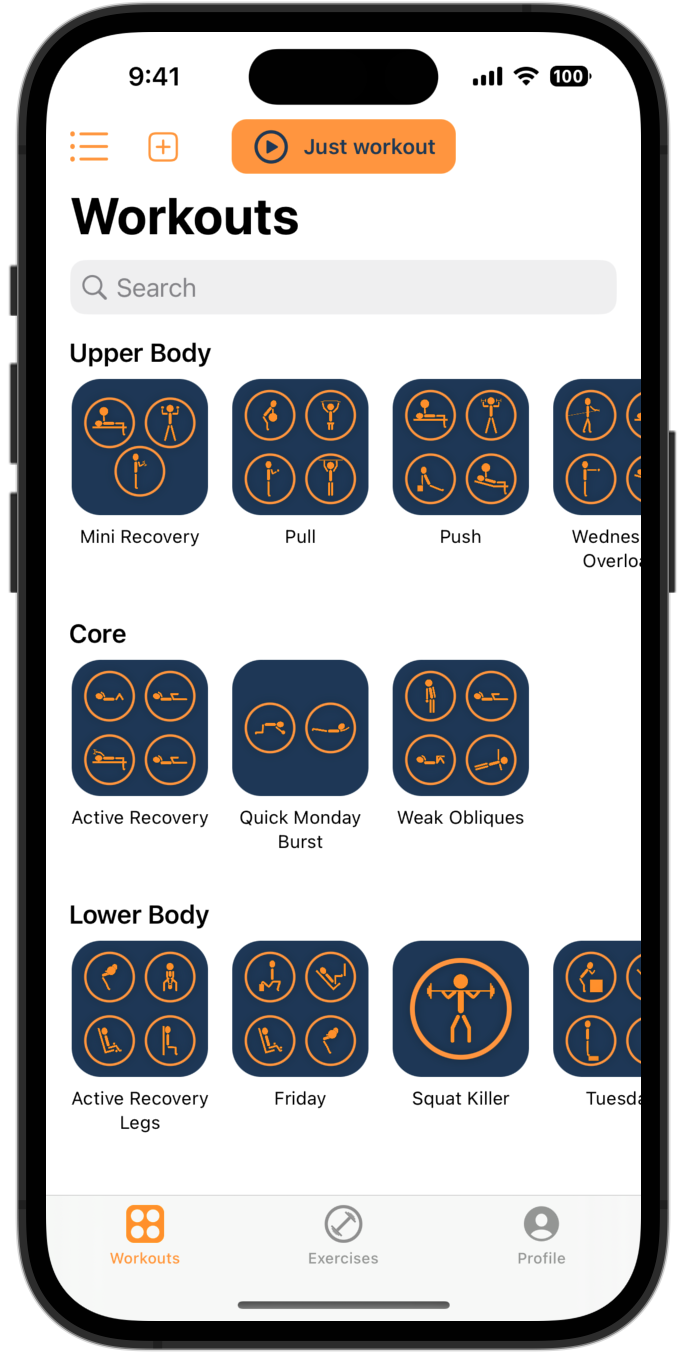 9:41
100
Just workout
Workouts
Search
Upper Body
Mini Recovery
Pull
Push
Wednes
Overloa
Core
Active Recovery
Quick Monday
Burst
Weak Obliques
Lower Body
Active Recovery
Legs
Friday
Squat Killer
Tuesda
Workouts
Exercises
Profile